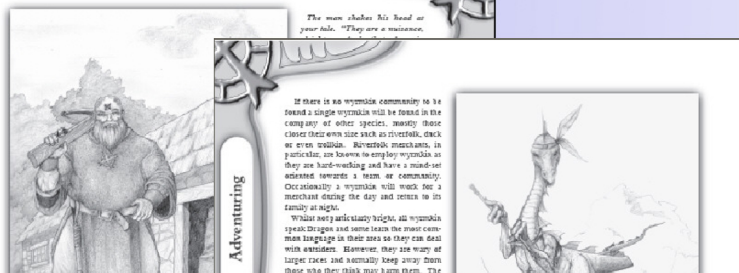 The man shakes his head at
your tale. "They are a nuisance,
If there is no wyrmkin community to be
found a single wyrmkin will be found in the
company of other species, mostly those
closer their own size such as riverfolk, duck
or even trollkin. Riverfolk merchants, in
particular, are known to employ wyrmkin as
they are hard-working and have a mind-set
oriented towards a team or community.
Occasionally a wyrmkin will work for a
merchant during the day and return to its
family at night.
Whilst not particularly bright, all wyrmkin
speak Dragon and some learn the most com-
mon language in their area so they can deal
with outsiders. However, they are wary of
larger races and normally keep away from
those who they think may harm them. The
Adventuring